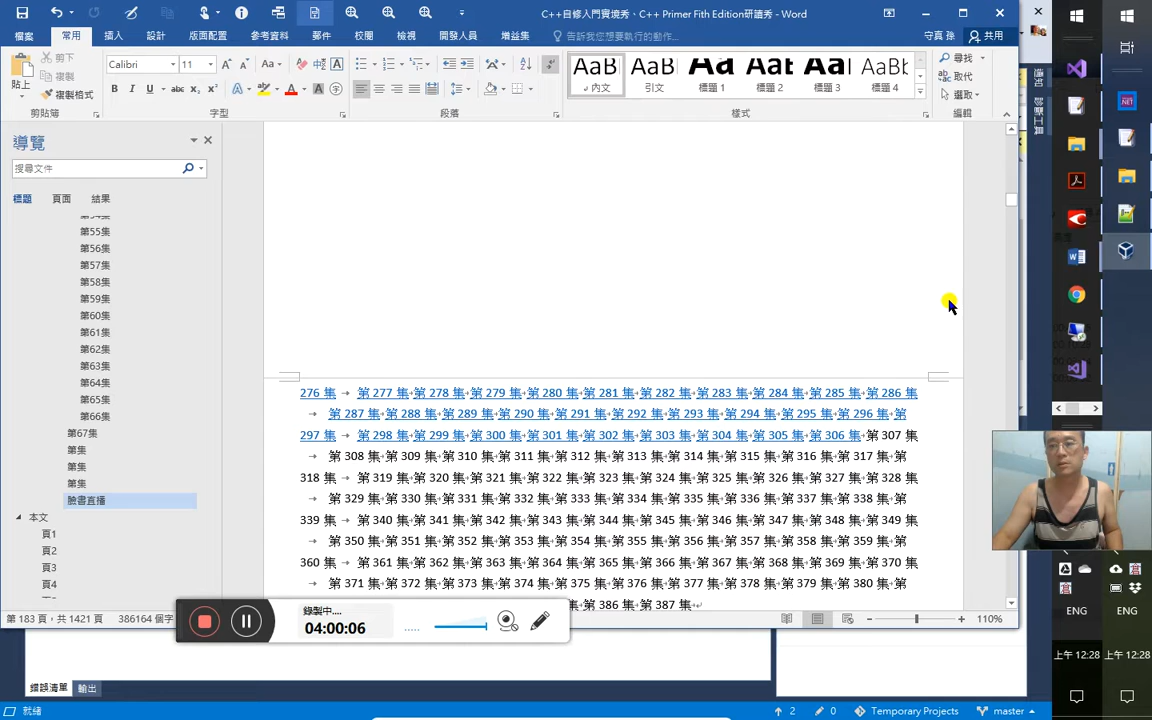 C++自修入門實境秀、C++ Primer Fith Edition研讀秀 - Word
檔案 常用 插入 設計 版面配置 參考資料 郵件 校閱 檢視 開發人員 增益集 告訴我您想要執行的動作... 守真 孫 共用
貼上 剪下 複製 複製格式
Calibri 11
內文 引文 標題 1 標題 2 標題 3 標題 4
尋找 取代 選取
剪貼簿 字型 段落 樣式 編輯
導覽
搜尋文件
標題 頁面 結果
第55集
第56集
第57集
第58集
第59集
第60集
第61集
第62集
第63集
第64集
第65集
第66集
第67集
第集
第集
第集
臉書直播
本文
頁1
頁2
頁3
頁4
276 集 → 第 277 集 第 278 集 第 279 集 第 280 集 第 281 集 第 282 集 第 283 集 第 284 集 第 285 集 第 286 集
→ 第 287 集 第 288 集 第 289 集 第 290 集 第 291 集 第 292 集 第 293 集 第 294 集 第 295 集 第 296 集 第
297 集 → 第 298 集 第 299 集 第 300 集 第 301 集 第 302 集 第 303 集 第 304 集 第 305 集 第 306 集 第 307 集
→ 第 308 集 第 309 集 第 310 集 第 311 集 第 312 集 第 313 集 第 314 集 第 315 集 第 316 集 第 317 集 第
318 集 → 第 319 集 第 320 集 第 321 集 第 322 集 第 323 集 第 324 集 第 325 集 第 326 集 第 327 集 第 328 集
→ 第 329 集 第 330 集 第 331 集 第 332 集 第 333 集 第 334 集 第 335 集 第 336 集 第 337 集 第 338 集 第
339 集 → 第 340 集 第 341 集 第 342 集 第 343 集 第 344 集 第 345 集 第 346 集 第 347 集 第 348 集 第 349 集
→ 第 350 集 第 351 集 第 352 集 第 353 集 第 354 集 第 355 集 第 356 集 第 357 集 第 358 集 第 359 集 第
360 集 → 第 361 集 第 362 集 第 363 集 第 364 集 第 365 集 第 366 集 第 367 集 第 368 集 第 369 集 第 370 集
→ 第 371 集 第 372 集 第 373 集 第 374 集 第 375 集 第 376 集 第 377 集 第 378 集 第 379 集 第 380 集 第
集 第 386 集 第 387 集
錄製中....
04:00:06
第 183 頁，共 1421 頁 386164 個字
110%
錯誤清單 輸出
就緒
2 0 Temporary Projects master
通知
診斷工具
ENG ENG
上午 12:28 上午 12:28